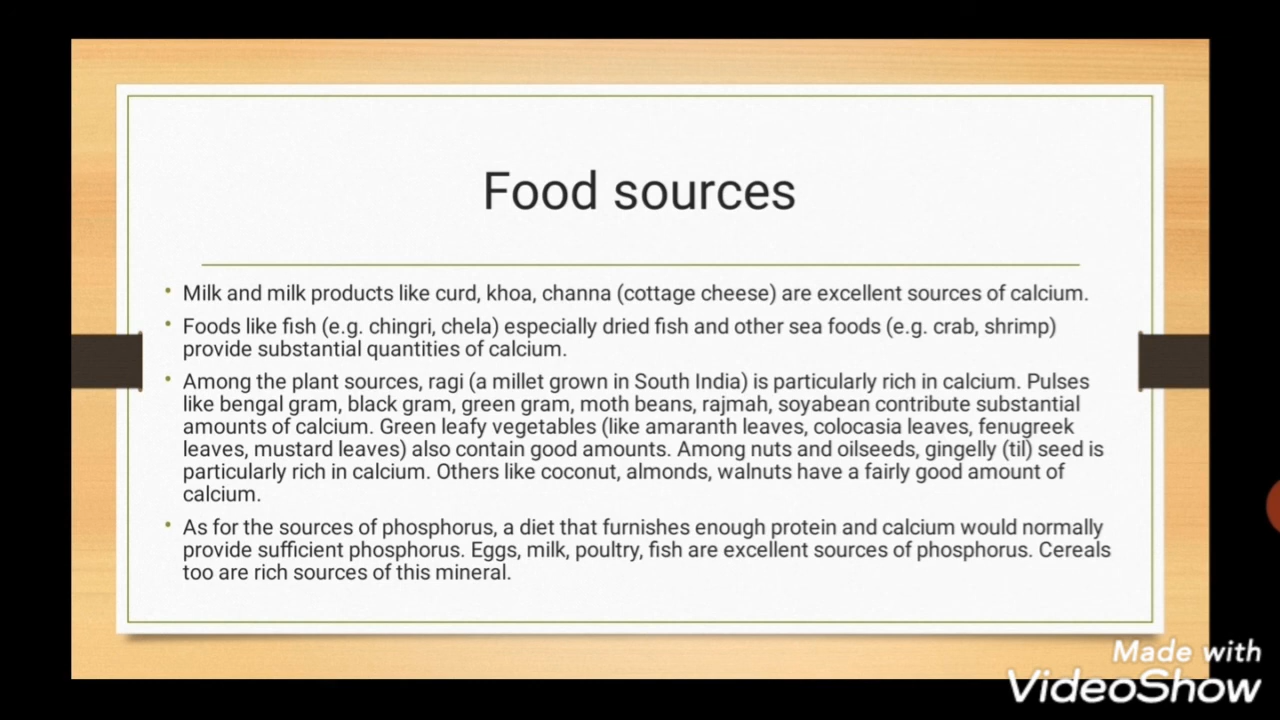 Food sources
• Milk and milk products like curd, khoa, channa (cottage cheese) are excellent sources of calcium.
• Foods like fish (e.g. chingri, chela) especially dried fish and other sea foods (e.g. crab, shrimp)
provide substantial quantities of calcium.
• Among the plant sources, ragi (a millet grown in South India) is particularly rich in calcium. Pulses
like bengal gram, black gram, green gram, moth beans, rajmah, soyabean contribute substantial
amounts of calcium. Green leafy vegetables (like amaranth leaves, colocasia leaves, fenugreek
leaves, mustard leaves) also contain good amounts. Among nuts and oilseeds, gingelly (til) seed is
particularly rich in calcium. Others like coconut, almonds, walnuts have a fairly good amount of
calcium.
• As for the sources of phosphorus, a diet that furnishes enough protein and calcium would normally
provide sufficient phosphorus. Eggs, milk, poultry, fish are excellent sources of phosphorus. Cereals
too are rich sources of this mineral.
Made with
VideoShow